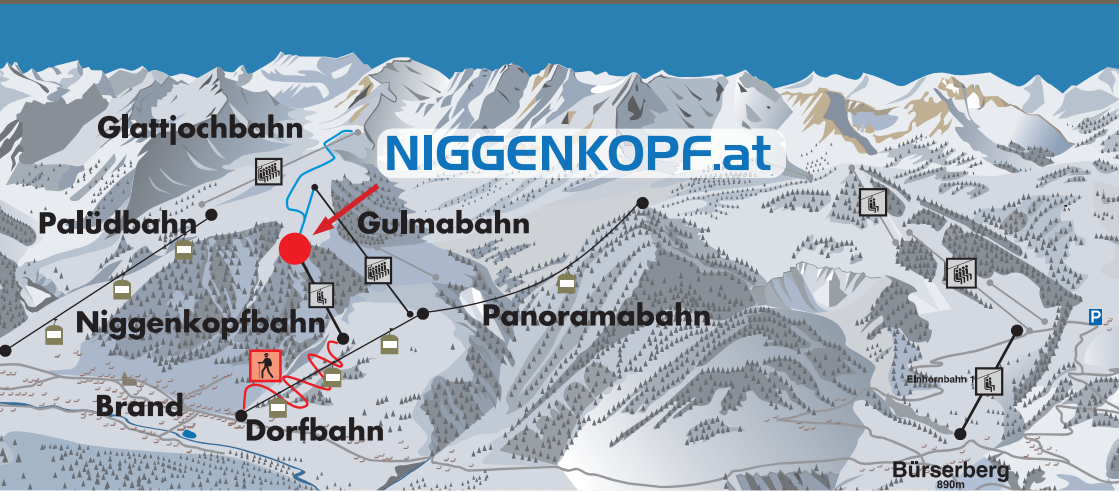 Glattjochbahn
NIGGENKOPF.at
Palüdbahn
Gulmabahn
Niggenkopfbahn
Panoramabahn
P
Einhornbahn ↑
Brand
Dorfbahn
Bürserberg
890m